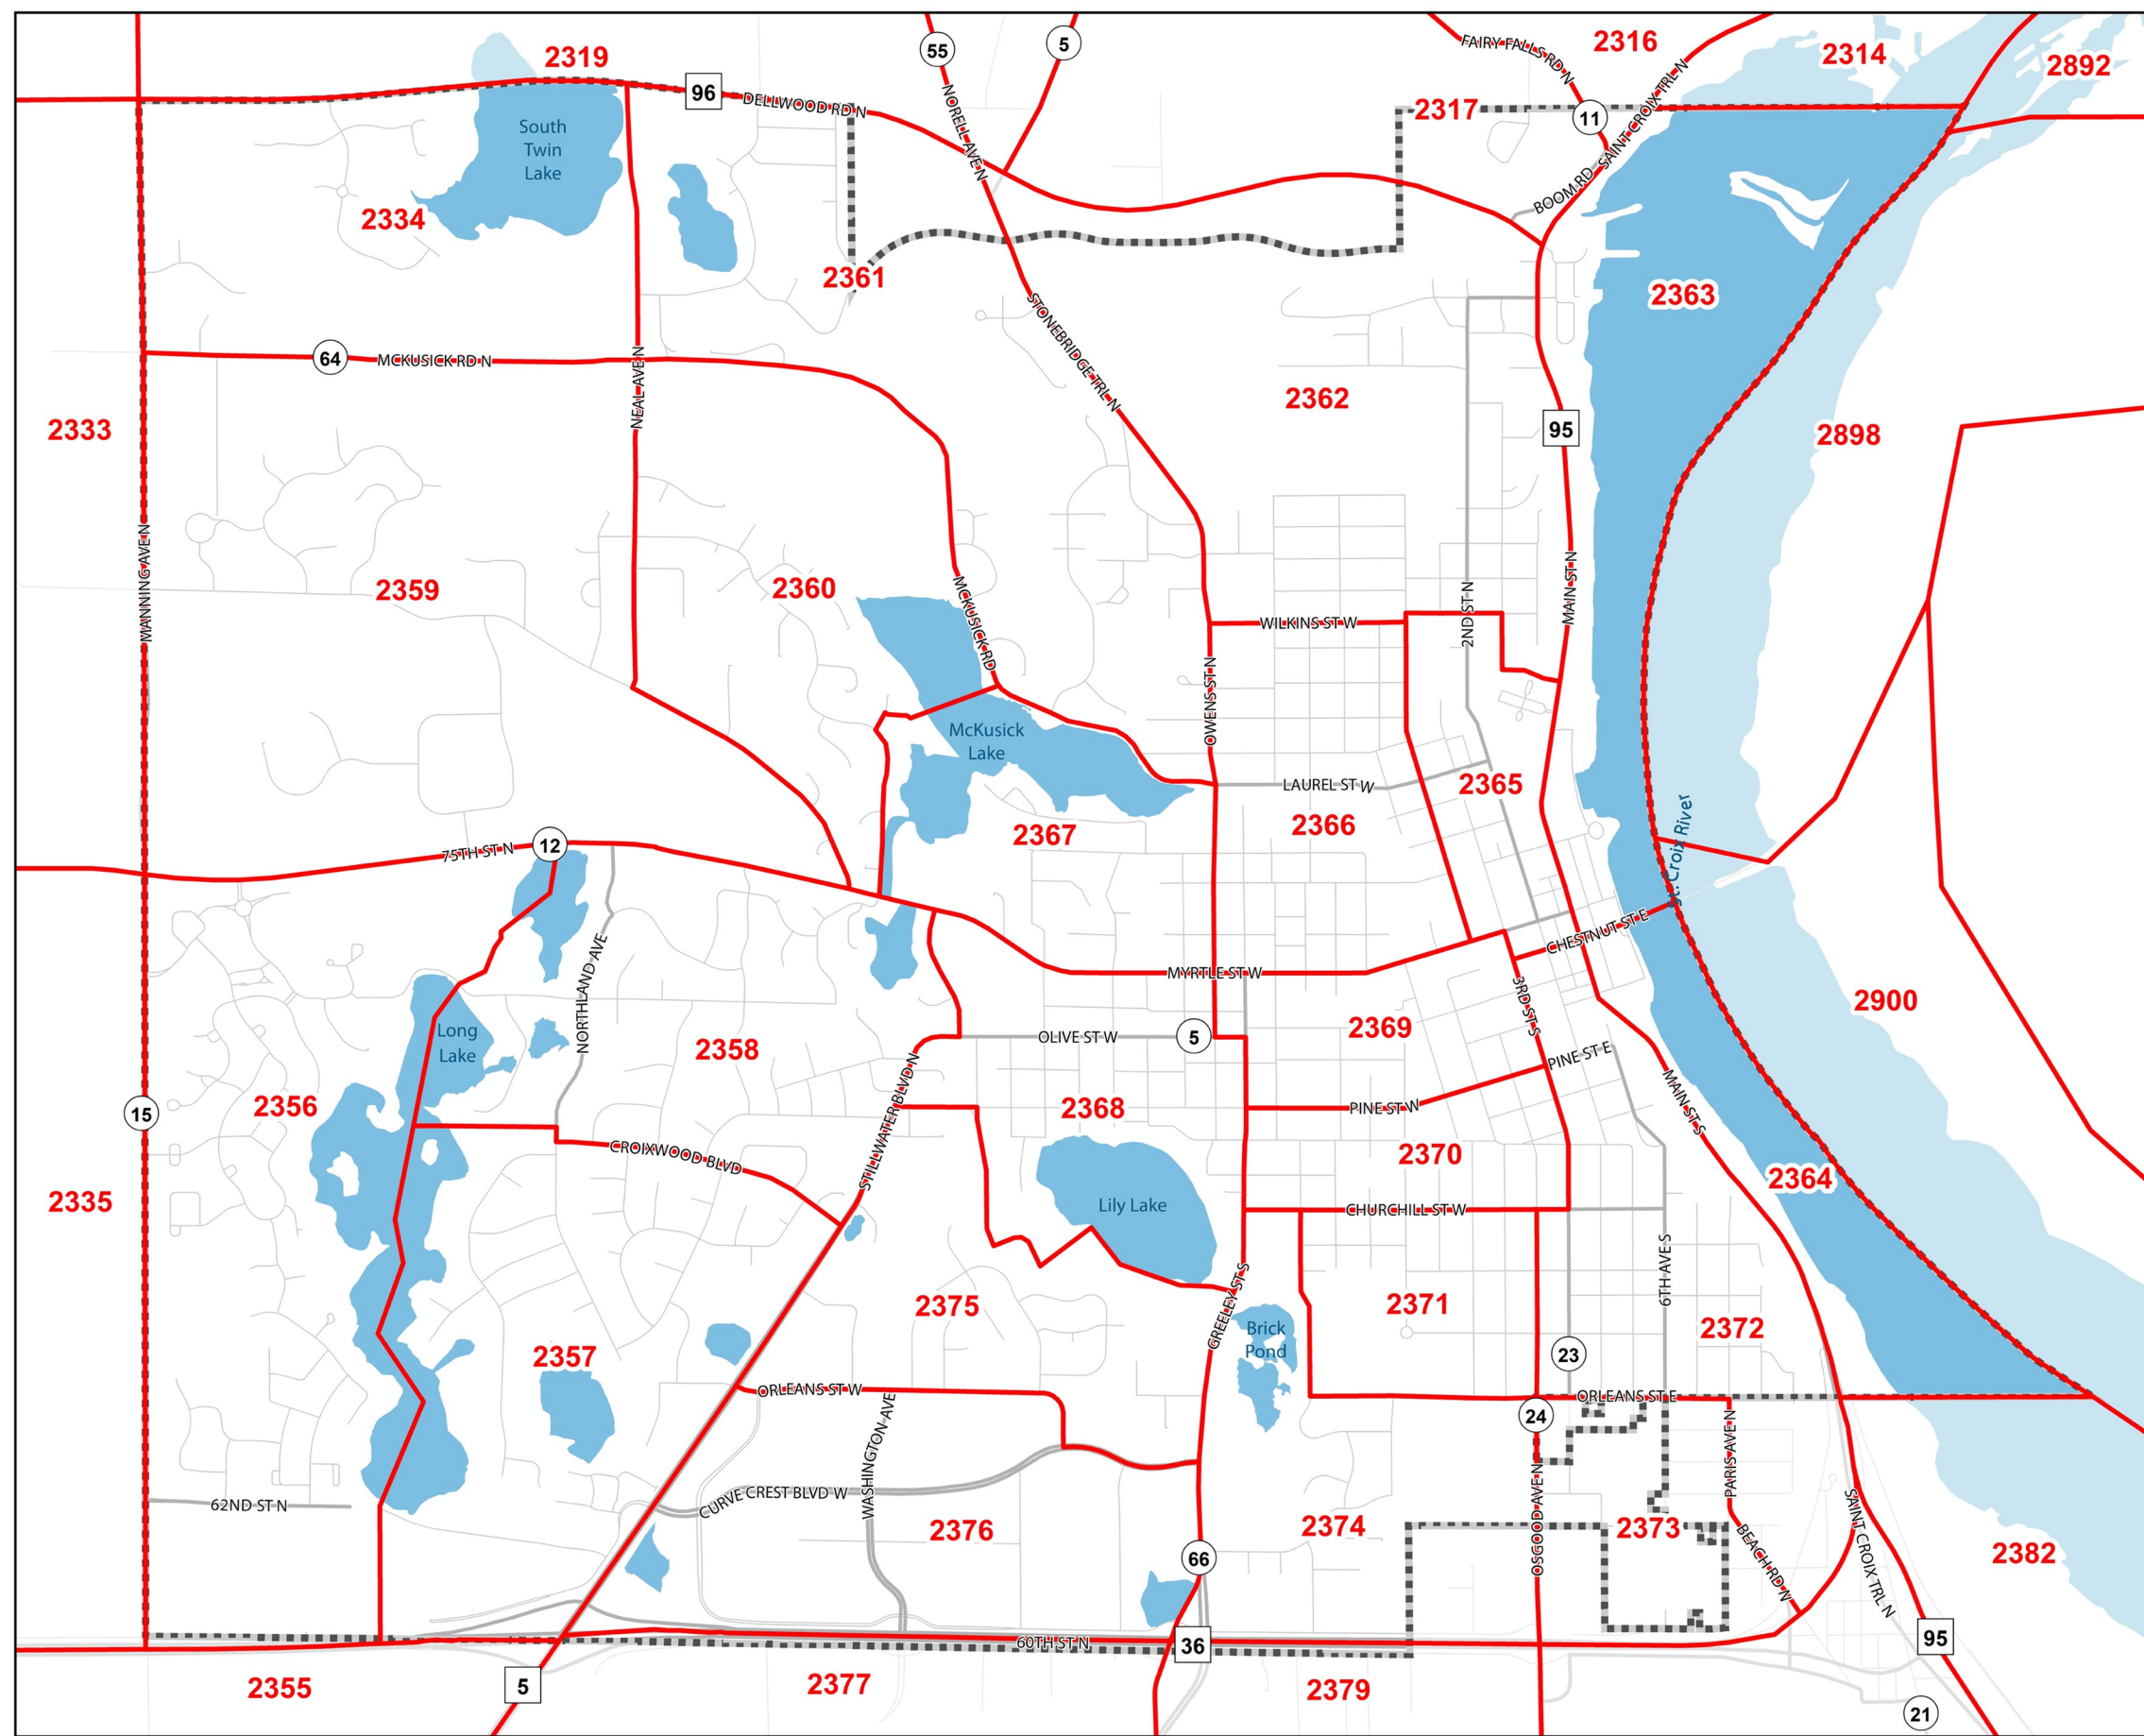 2319
55
5
FAIRY FALLS RD N
2316
2314
2892
96
DELLWOOD RD N
NORELL AVE N
2317
11
SAINT CROIX TRL N
BOOM RD
South
Twin
Lake
2334
2361
STONEBRIDGE TRL N
2363
64
MCKUSICK RD N
NEAL AVE N
2362
2333
95
2898
MANNING AVE N
2359
2360
MCKUSICK RD
WILKINS ST W
2ND ST N
MAIN ST N
OWENS ST N
McKusick
Lake
LAUREL ST W
2365
2366
2367
St. Croix River
75TH ST N
12
NORTHLAND AVE
MYRTLE ST W
CHESTNUT ST E
3RD ST S
2900
Long
Lake
2358
OLIVE ST W
5
2369
PINE ST E
STILLWATER BLVD N
2356
15
2368
PINE ST W
MAIN ST S
CROIXWOOD BLVD
2370
2364
2335
Lily Lake
CHURCHILL ST W
6TH AVE S
GREELEY ST S
2375
2371
2372
Brick
Pond
2357
23
ORLEANS ST W
WASHINGTON AVE
ORLEANS ST E
24
PARIS AVE N
OSGOOD AVE N
62ND ST N
CURVE CREST BLVD W
2376
2374
2373
BEACH RD N
SAINT CROIX TRL N
2382
66
60TH ST N
36
95
2355
5
2377
2379
21